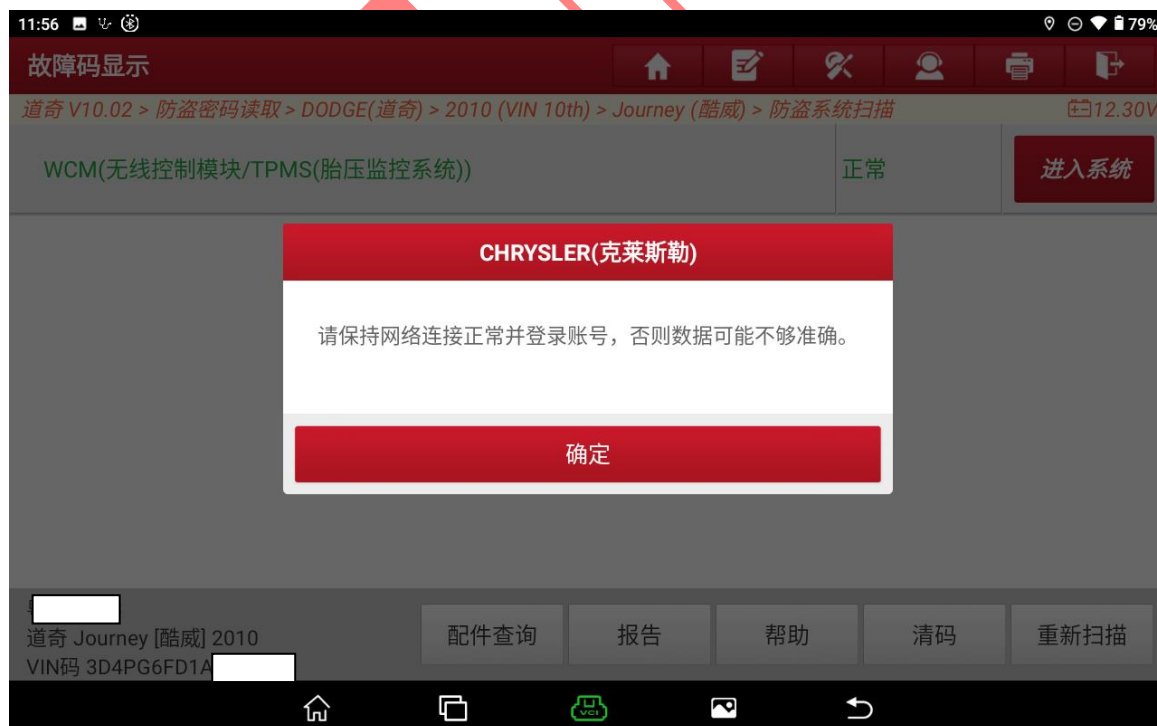 11:56
79%
故障码显示
道奇 V10.02 > 防盗密码读取 > DODGE(道奇) > 2010 (VIN 10th) > Journey (酷威) > 防盗系统扫描
12.30V
WCM(无线控制模块/TPMS(胎压监控系统))
正常
进入系统
CHRYSLER(克莱斯勒)
请保持网络连接正常并登录账号，否则数据可能不够准确。
确定
道奇 Journey [酷威] 2010
VIN码 3D4PG6FD1A
配件查询
报告
帮助
清码
重新扫描
VCI